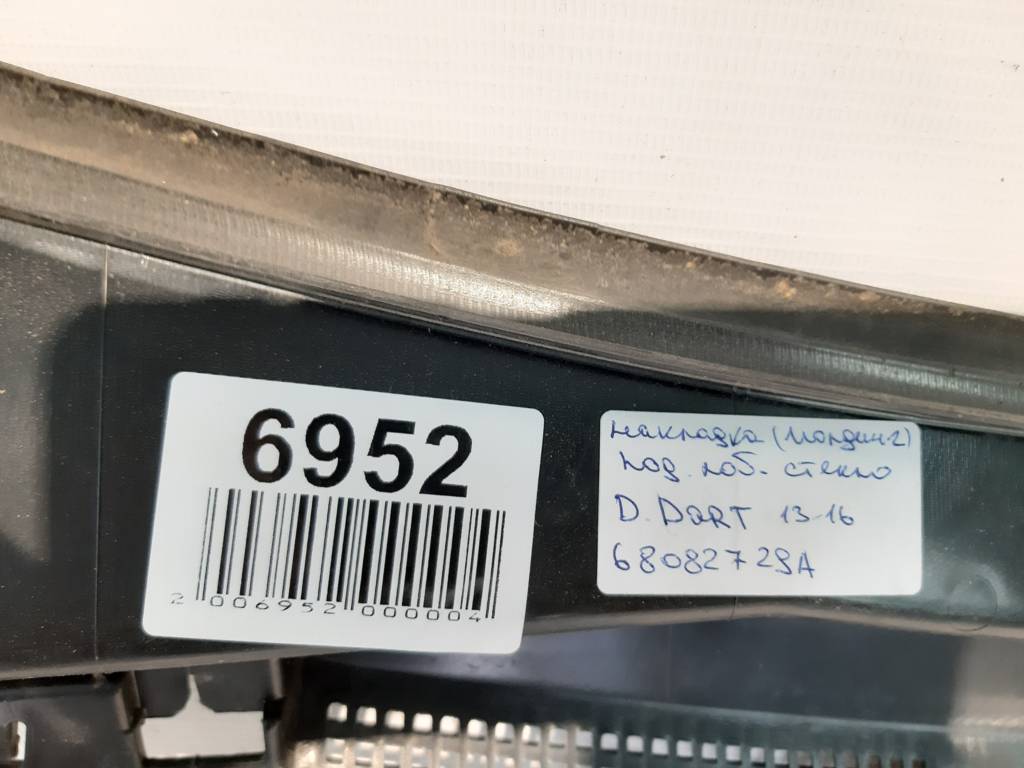 6952
2 006952 000004
накладка (молдинг)
под. лоб. стекло
D. DART 13-16
68082729A